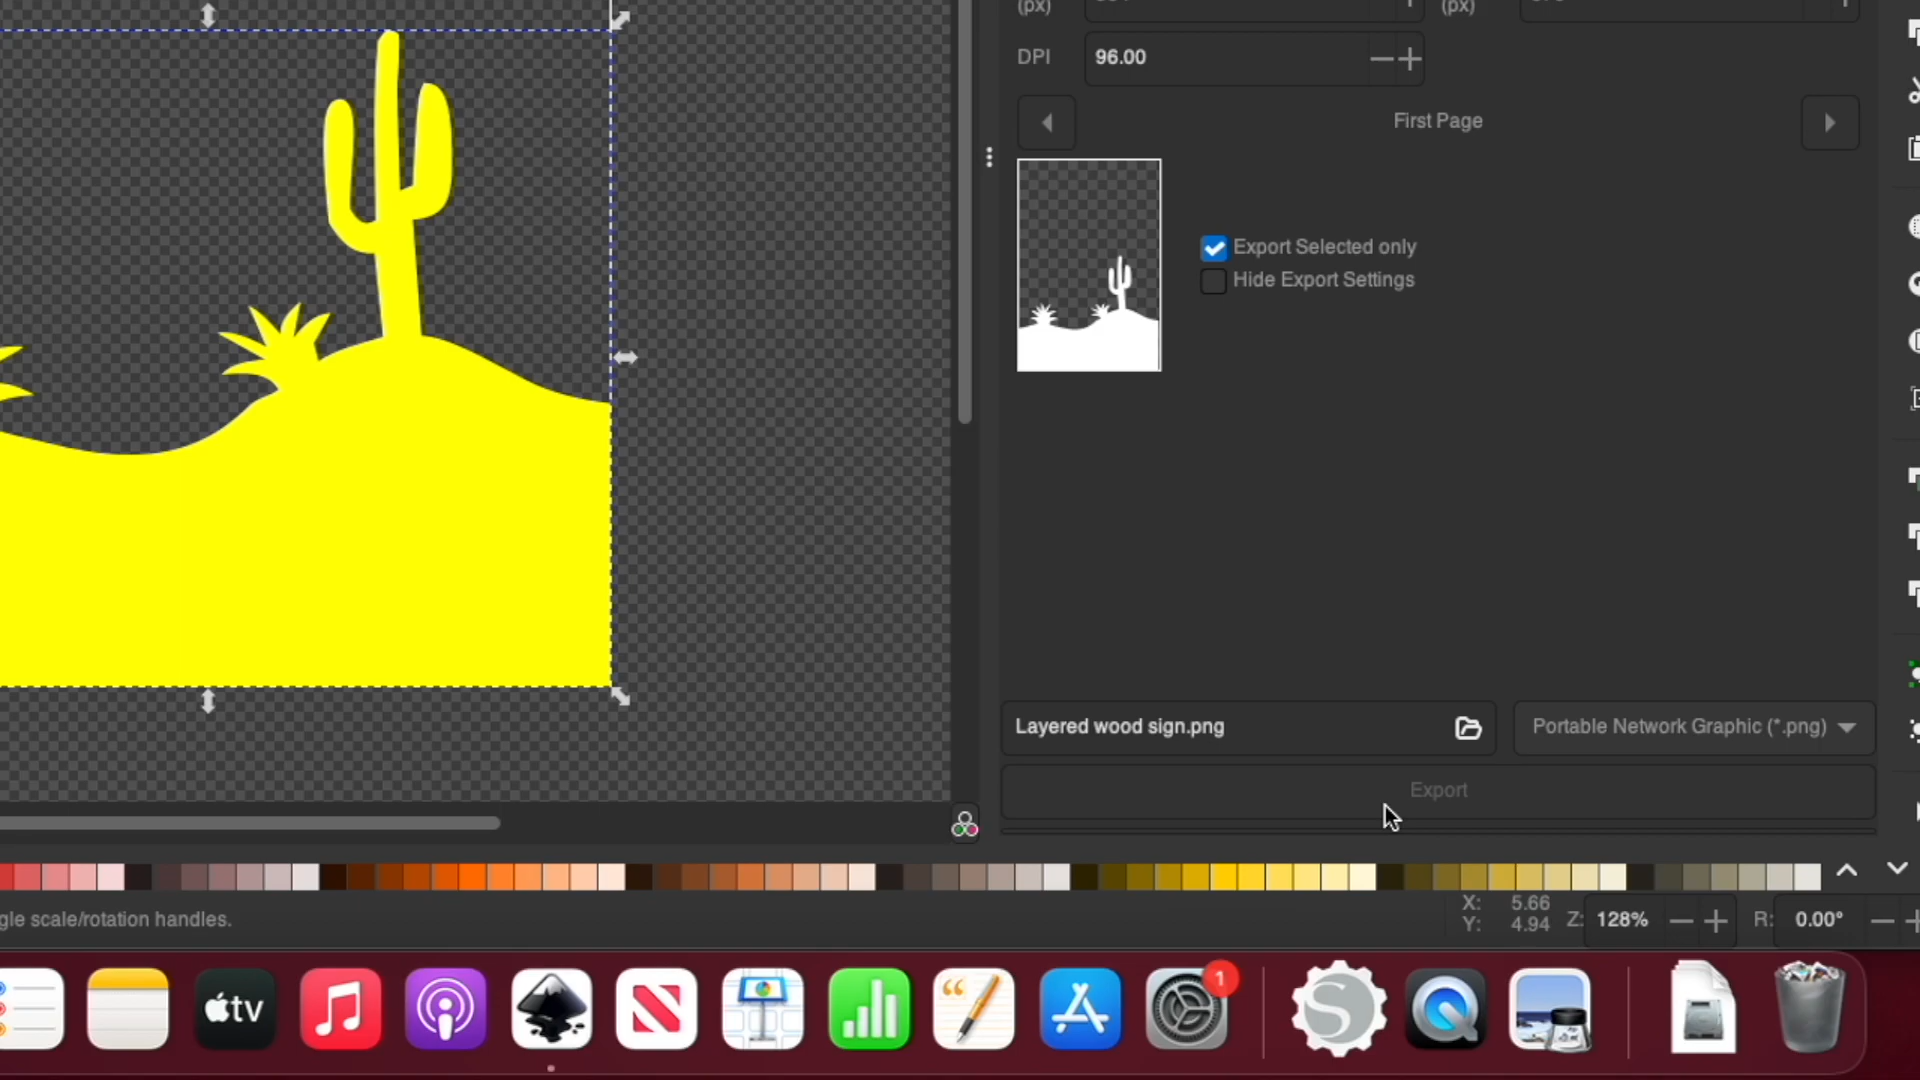 (px)
(px)
DPI
96.00
First Page
Export Selected only
Hide Export Settings
Layered wood sign.png
Portable Network Graphic (*.png)
Export
gle scale/rotation handles.
X: 5.66
Y: 4.94
Z: 128%
R: 0.00°
tv
1